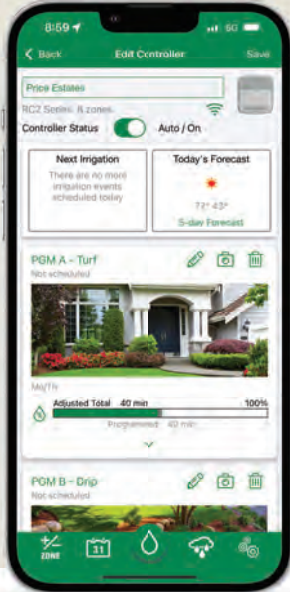 8:59
5G
Back Edit Controller Save
Price Estates
RC2 Series. 8 zones.
Controller Status Auto / On
Next Irrigation
There are no more
irrigation events
scheduled today
Today's Forecast
77° 43°
5-day Forecast
PGM A - Turf
Not scheduled
Adjusted Total 40 min 100%
Programmed 40 min
PGM B - Drip
Not scheduled
+/-
ZONE
31